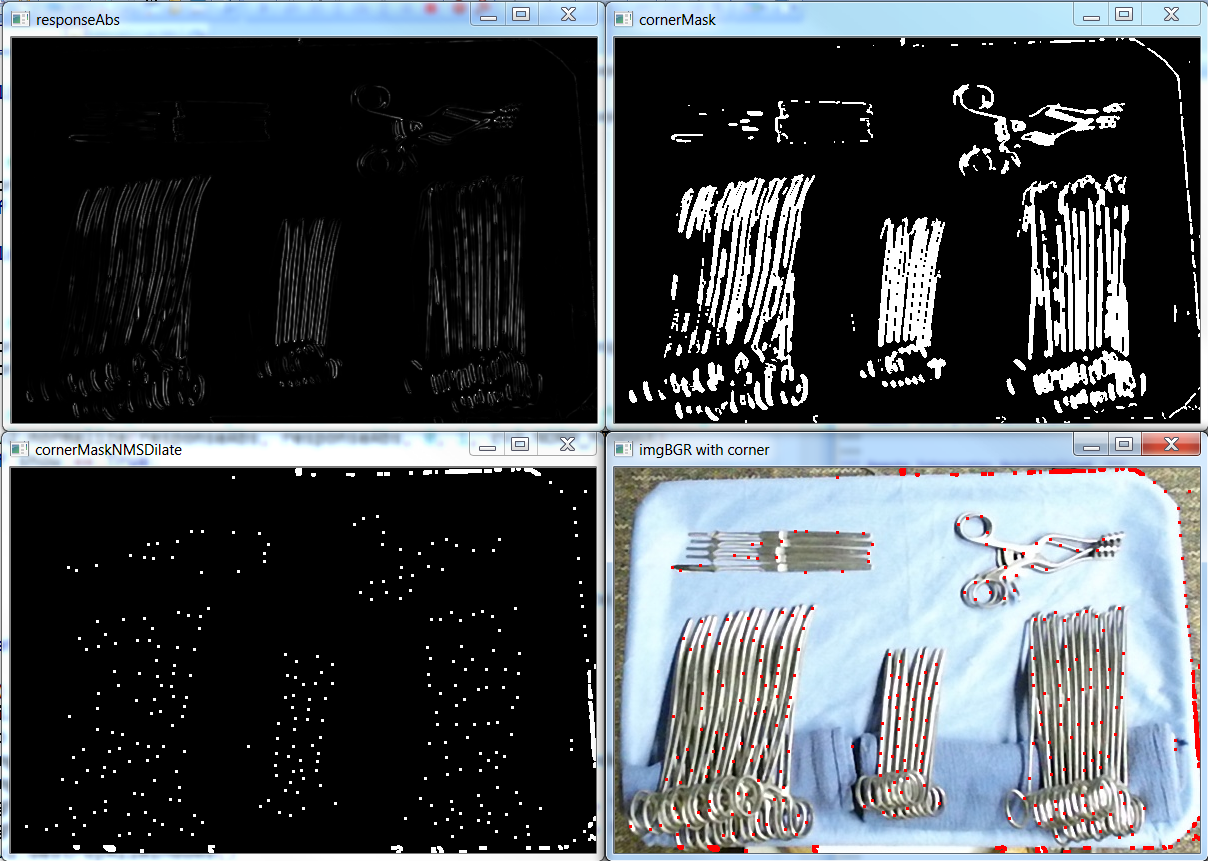 responseAbs
cornerMask
cornerMaskNMSDilate
imgBGR with corner